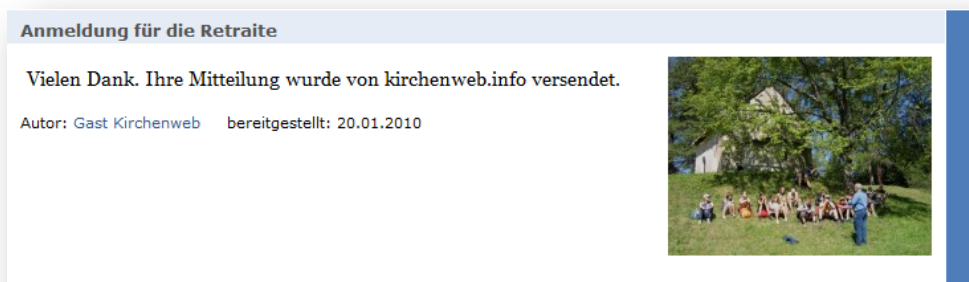 Anmeldung für die Retraite
Vielen Dank. Ihre Mitteilung wurde von kirchenweb.info versendet.
Autor: Gast Kirchenweb bereitgestellt: 20.01.2010